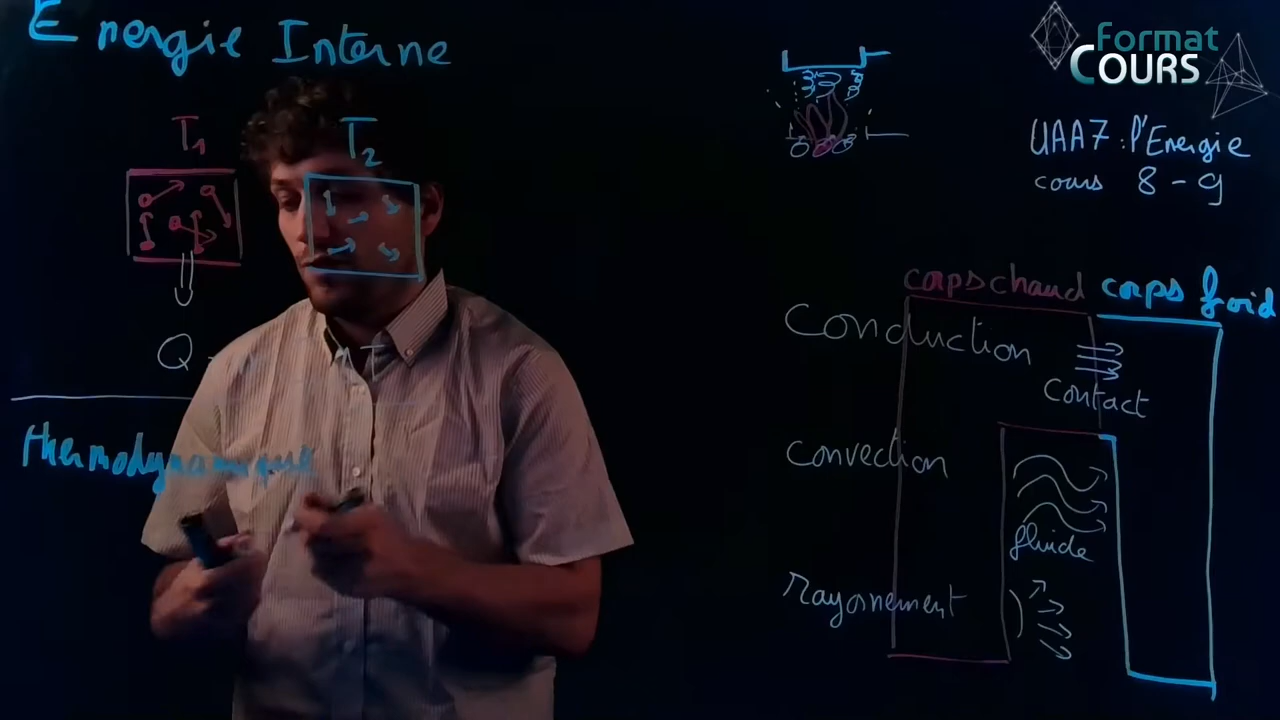 Energie Interne
Format
COURS
UAA7 : l'Energie
cours 8 - 9
T1
T2
Q
Thermodynamique
corps chaud
corps froid
Conduction
contact
Convection
fluide
rayonnement